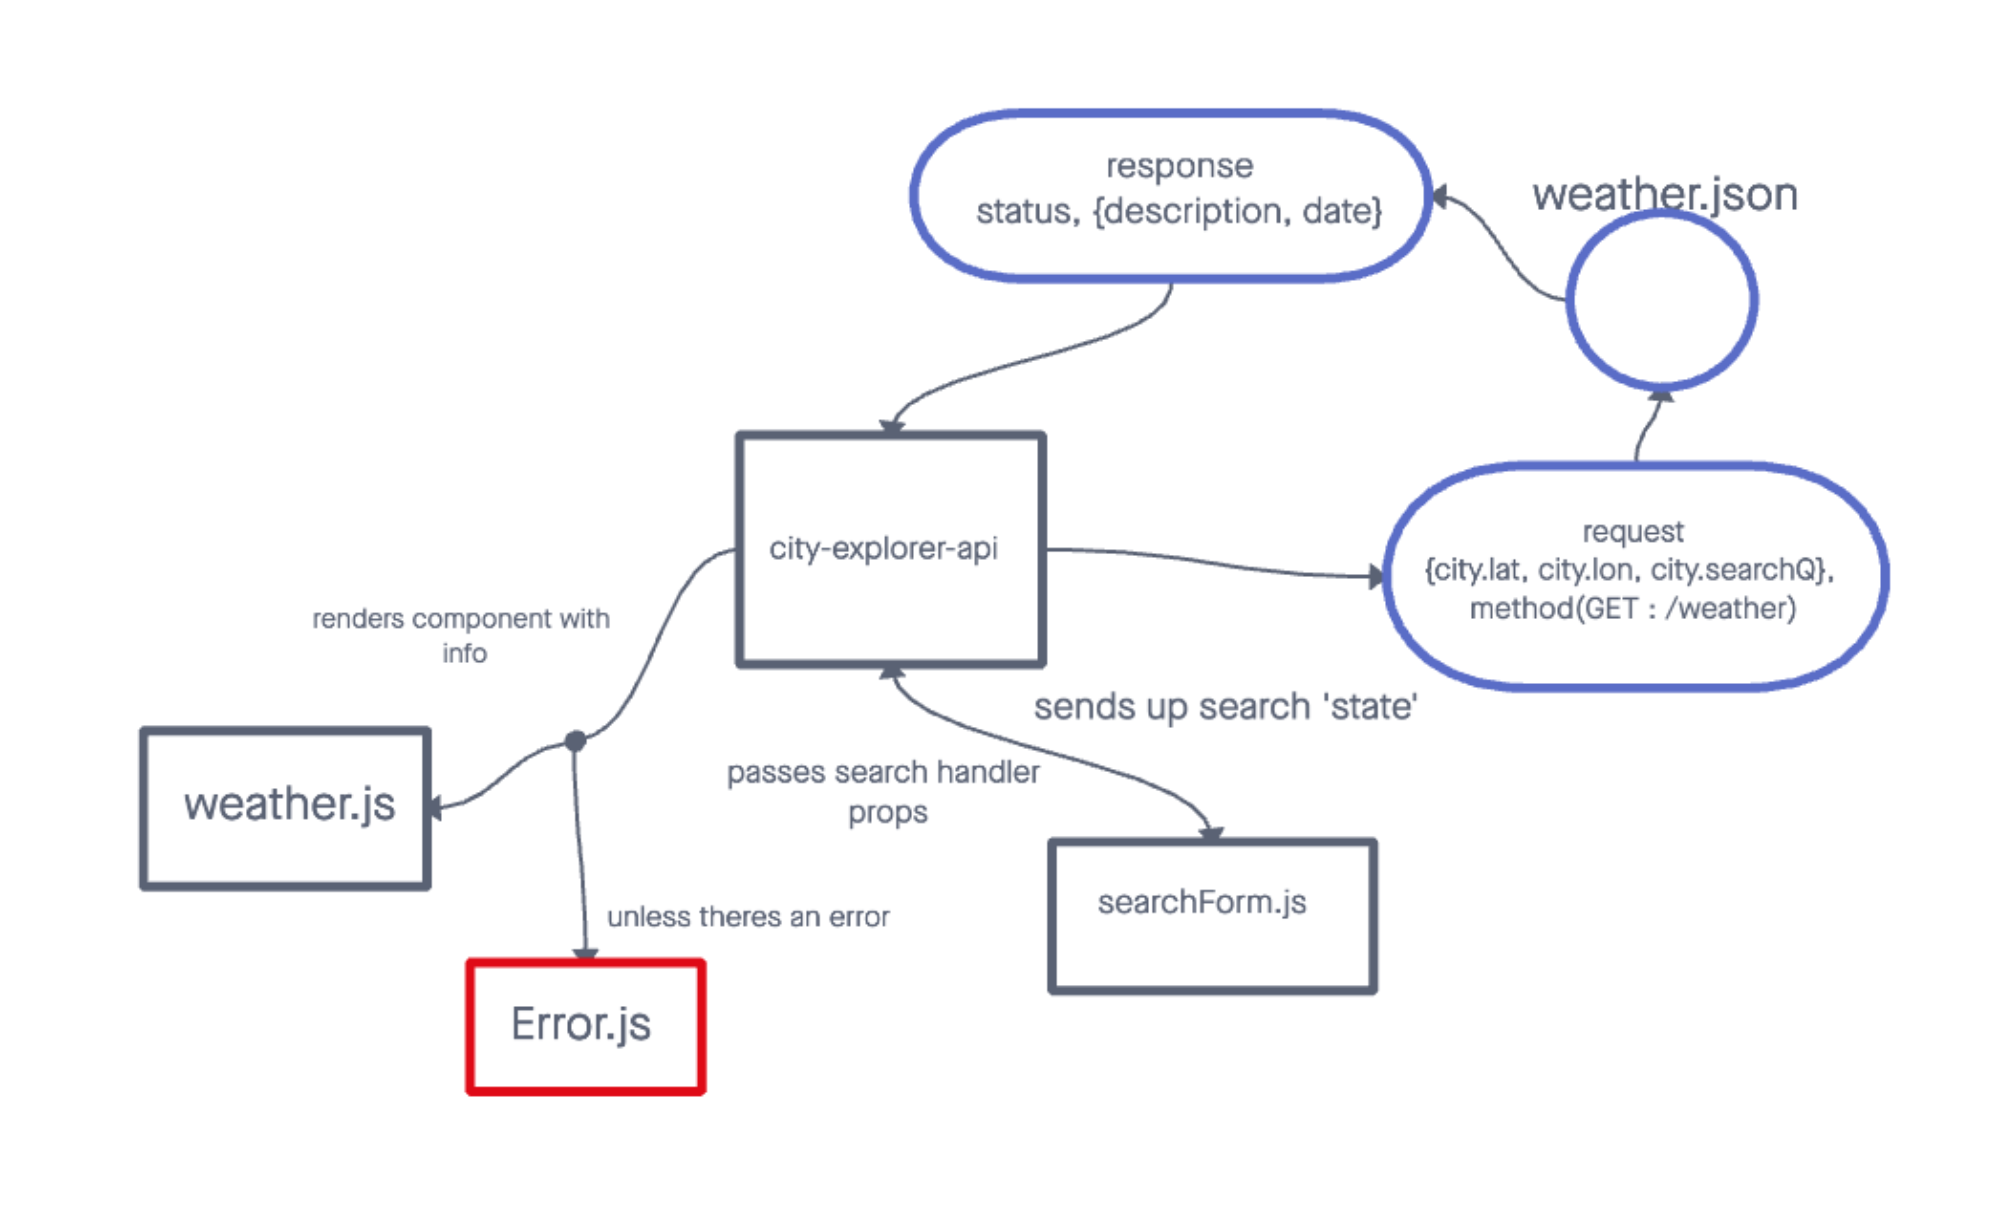 response
status, {description, date}
weather.json
city-explorer-api
request
{city.lat, city.lon, city.searchQ},
method(GET : /weather)
renders component with
info
sends up search 'state'
passes search handler
props
weather.js
searchForm.js
unless theres an error
Error.js